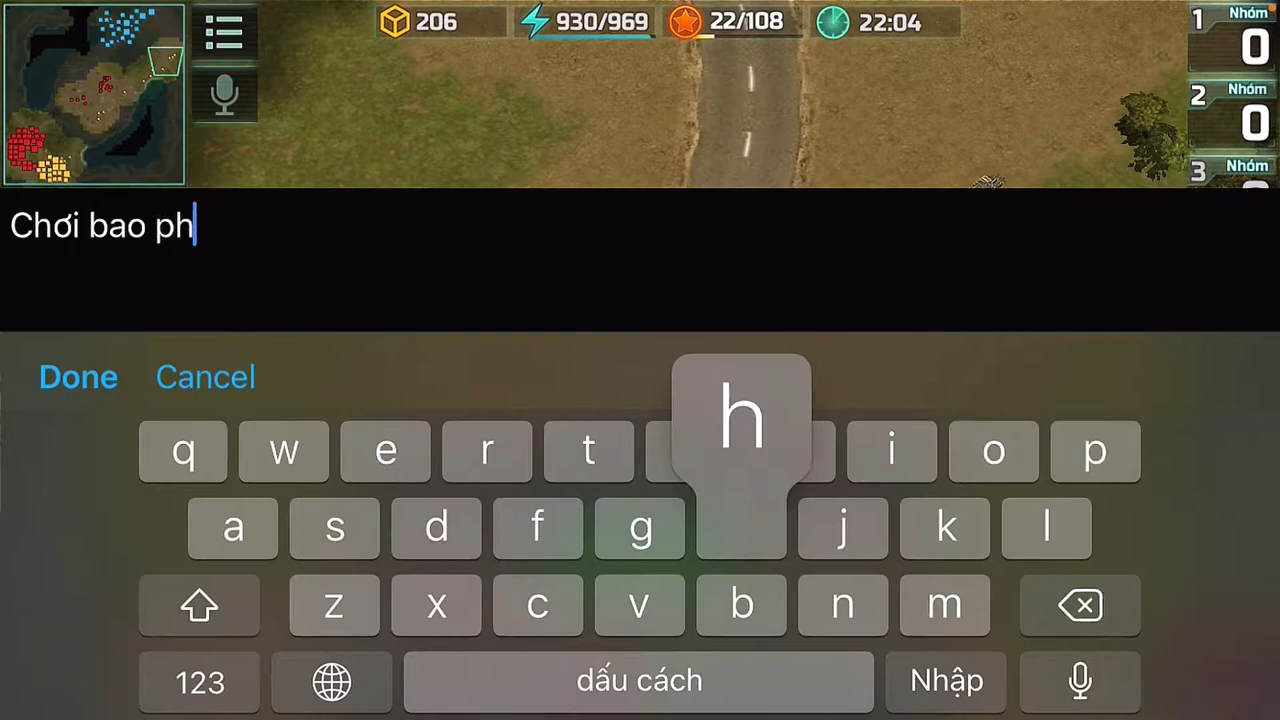 206
930/969
22/108
22:04
1 Nhóm
0
2 Nhóm
0
3 Nhóm
Chơi bao ph
Done Cancel
h
q w e r t i o p
a s d f g j k l
z x c v b n m
123 dấu cách Nhập